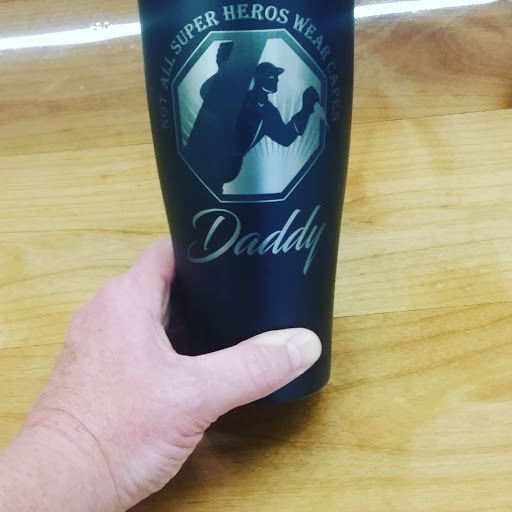 NOT ALL SUPER HEROS WEAR CAPES
Daddy